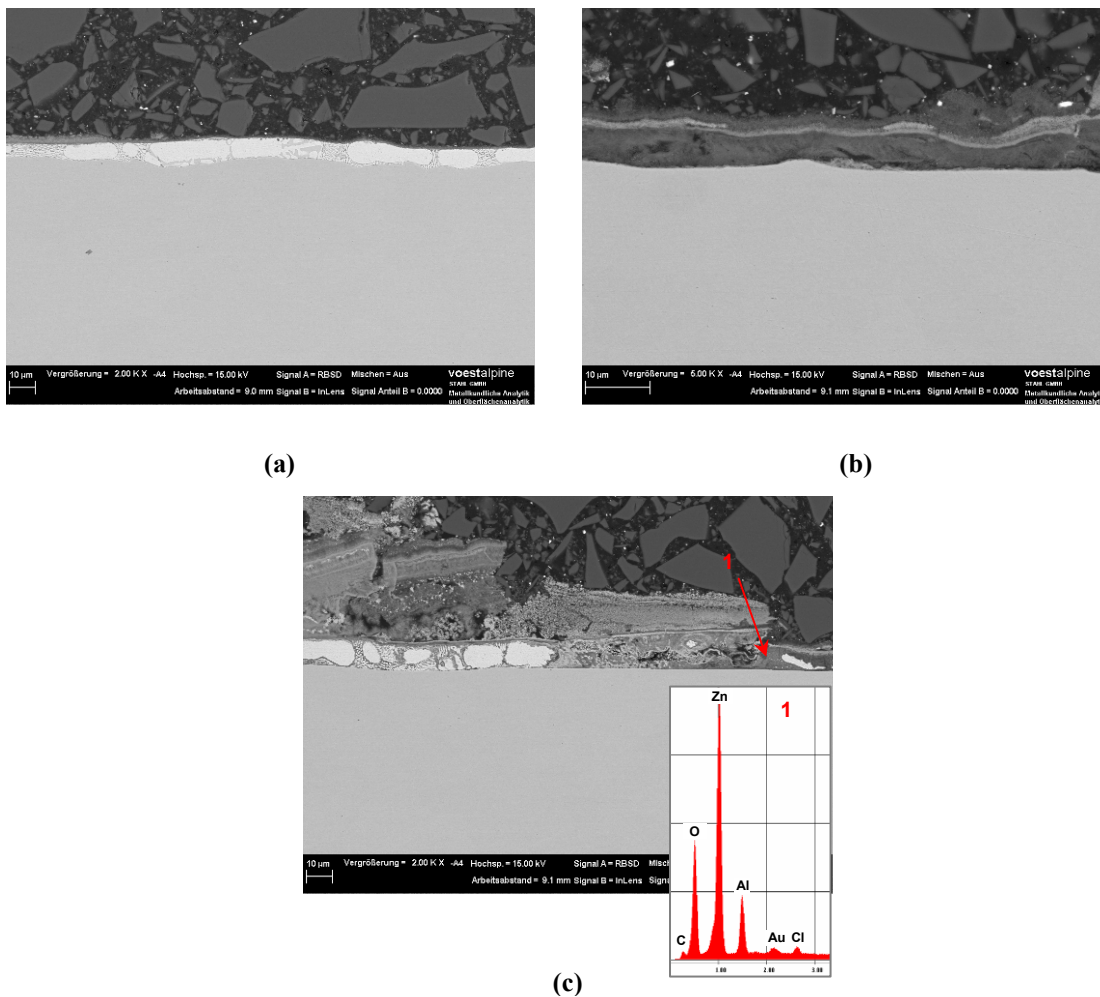 10 µm Vergrößerung = 2.00 K X -A4 Hochsp. = 15.00 kV Signal A = RBSD Mischen = Aus voestalpine
STAHL GMBH
Arbeitsabstand = 9.0 mm Signal B = InLens Signal Anteil B = 0.0000 Metallkundliche Analytik
und Oberflächenanalytik
10 µm Vergrößerung = 5.00 K X -A4 Hochsp. = 15.00 kV Signal A = RBSD Mischen = Aus voestalpine
STAHL GMBH
Arbeitsabstand = 9.1 mm Signal B = InLens Signal Anteil B = 0.0000 Metallkundliche Analytik
und Oberflächenanalytik
(a)
(b)
1
Zn
1
O
Al
C
Au
Cl
1.00 2.00 3.00
10 µm Vergrößerung = 2.00 K X -A4 Hochsp. = 15.00 kV Signal A = RBSD
Arbeitsabstand = 9.1 mm Signal B = InLens
(c)